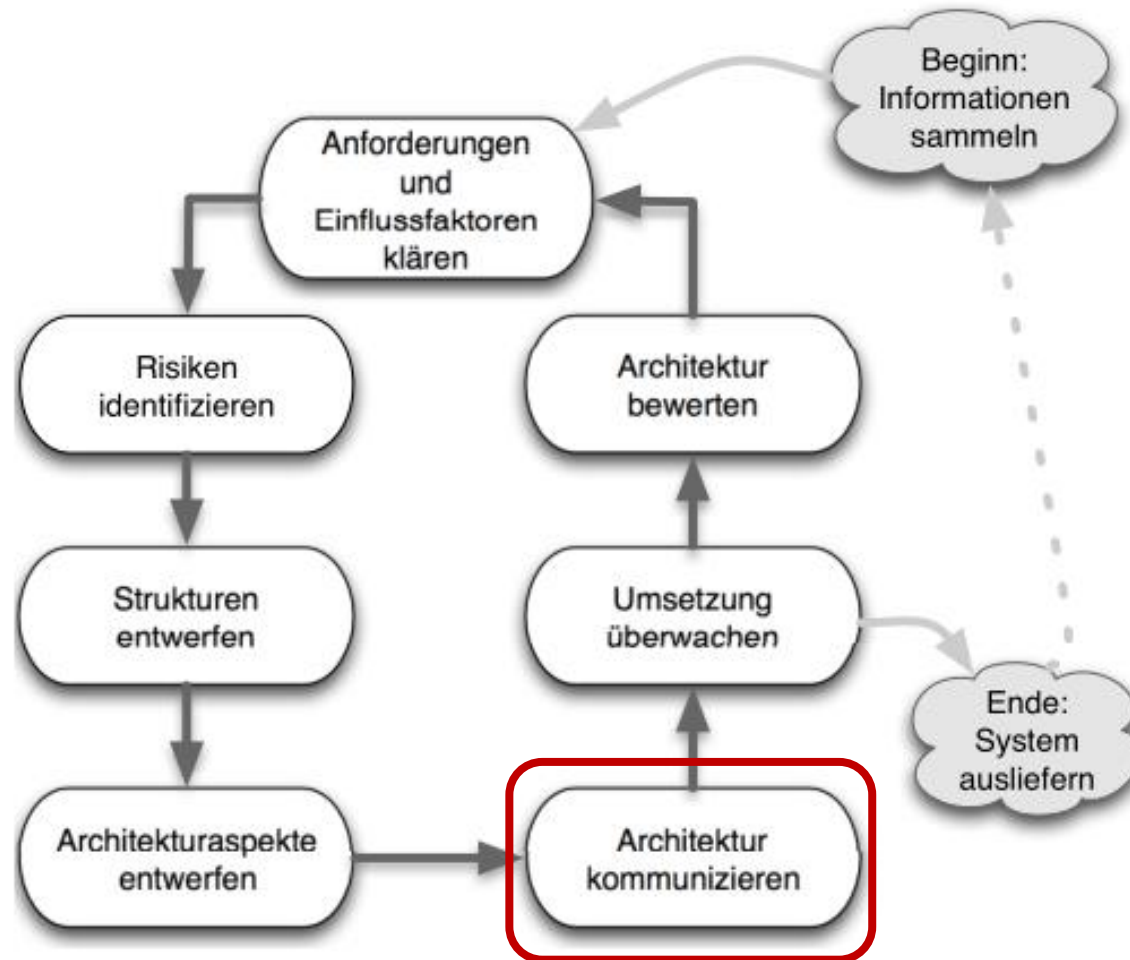 Beginn:
Informationen
sammeln
Anforderungen
und
Einflussfaktoren
klären
Risiken
identifizieren
Architektur
bewerten
Strukturen
entwerfen
Umsetzung
überwachen
Ende:
System
ausliefern
Architekturaspekte
entwerfen
Architektur
kommunizieren